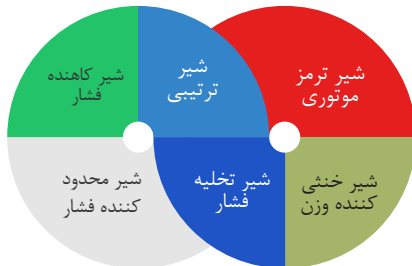 شیر ترمز
موتوری
شیر
ترتیبی
شیر کاهنده
فشار
شیر خنثی
کننده وزن
شیر تخلیه
فشار
شیر محدود
کننده فشار